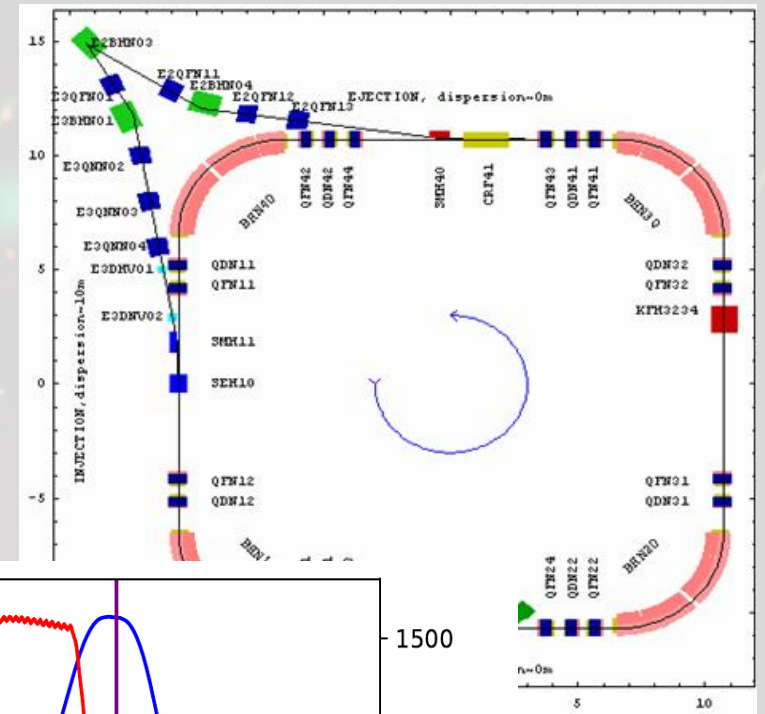 15
E2BHN03
E2QFN11
E2BHN04
E3QFN01
E2QFN12
EJECTION, dispersion~0m
E2QFN13
E3BHN01
10
E3QNN02
QFN42
QDN42
QFN44
SMH40
CRF41
QFN43
QDN41
QFN41
BHN40
BHN30
E3QNN03
E3QNN04
QDN11
QDN32
5
E3DHV01
QFN11
QFN32
E3DNV02
KFH3234
SMH11
INJECTION,dispersion~10m
0
SEH10
QFN12
QFN31
-5
QDN12
QDN31
QFN24
QDN22
QFN22
BHN20
1500
5
10